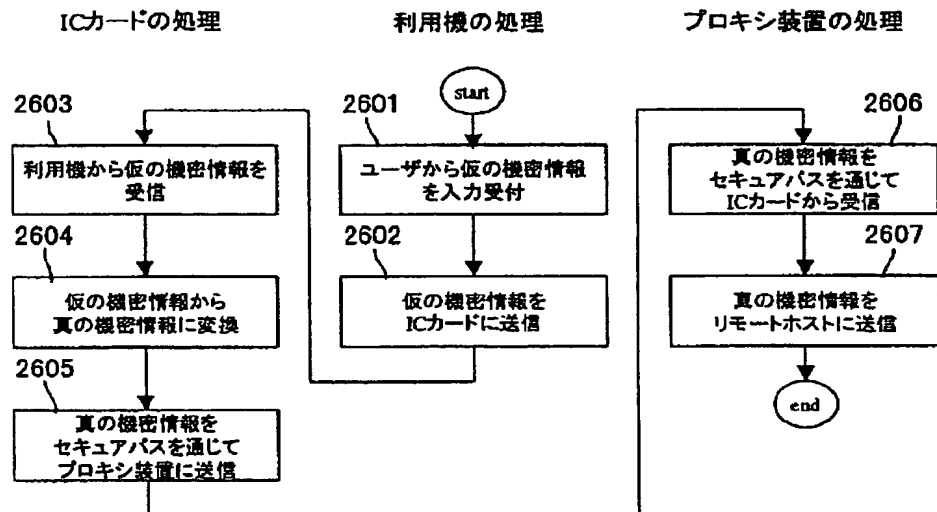 ICカードの処理
利用機の処理
プロキシ装置の処理
2603
利用機から仮の機密情報を
受信
2604
仮の機密情報から
真の機密情報に変換
2605
真の機密情報を
セキュアパスを通じて
プロキシ装置に送信
start
2601
ユーザから仮の機密情報
を入力受付
2602
仮の機密情報を
ICカードに送信
2606
真の機密情報を
セキュアパスを通じて
ICカードから受信
2607
真の機密情報を
リモートホストに送信
end